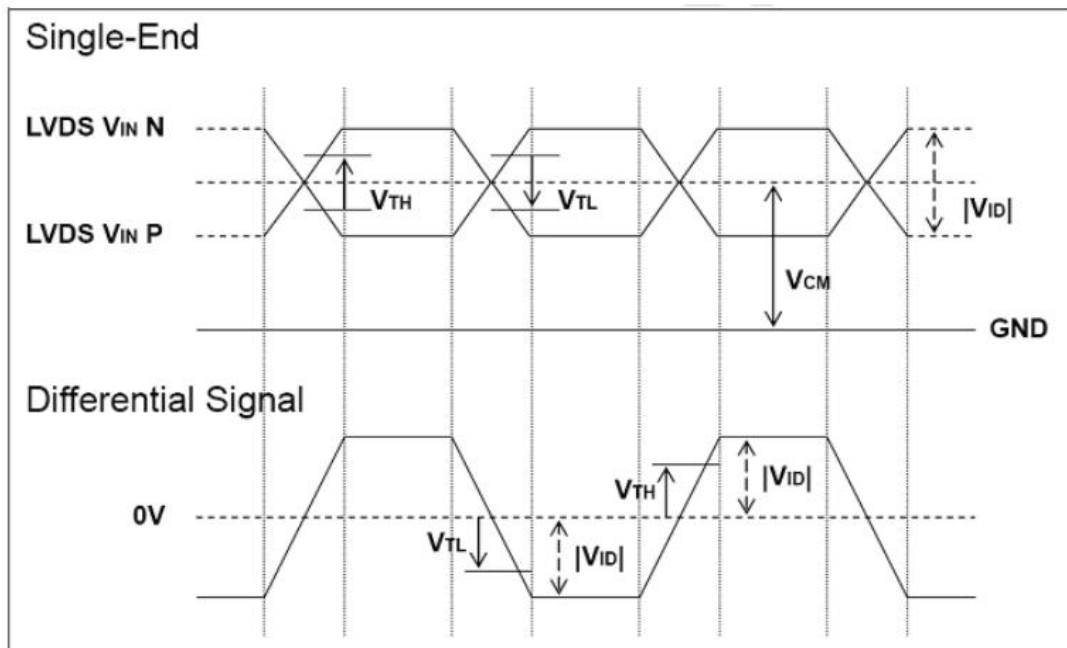 Single-End
LVDS VIN N
VTH
VTL
|VID|
LVDS VIN P
VCM
GND
Differential Signal
VTH
|VID|
0V
VTL
|VID|